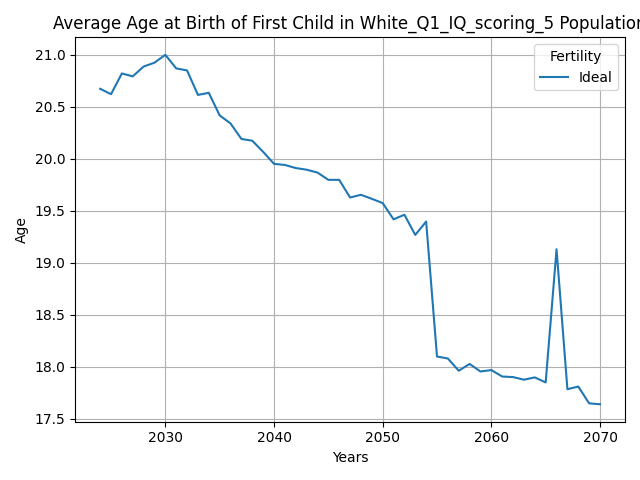 Average Age at Birth of First Child in White_Q1_IQ_scoring_5 Population
Fertility
Ideal
21.0
20.5
20.0
19.5
19.0
18.5
18.0
17.5
Age
2030 2040 2050 2060 2070
Years